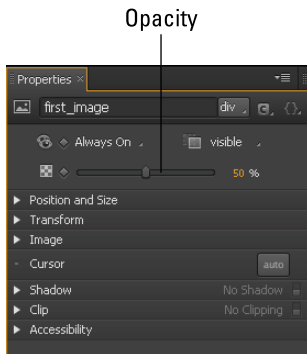 Opacity
Properties
first_image div
Always On visible
50 %
Position and Size
Transform
Image
Cursor auto
Shadow No Shadow
Clip No Clipping
Accessibility